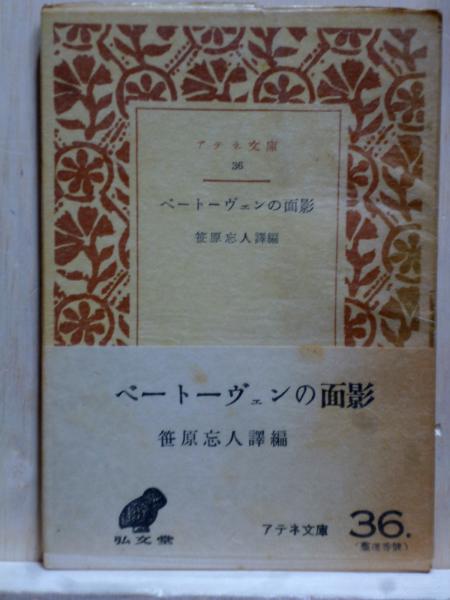 アテネ文庫
36
ベートーヴェンの面影
笹原忘人譯編
ベートーヴェンの面影
笹原忘人譯編
弘文堂
アテネ文庫
36.